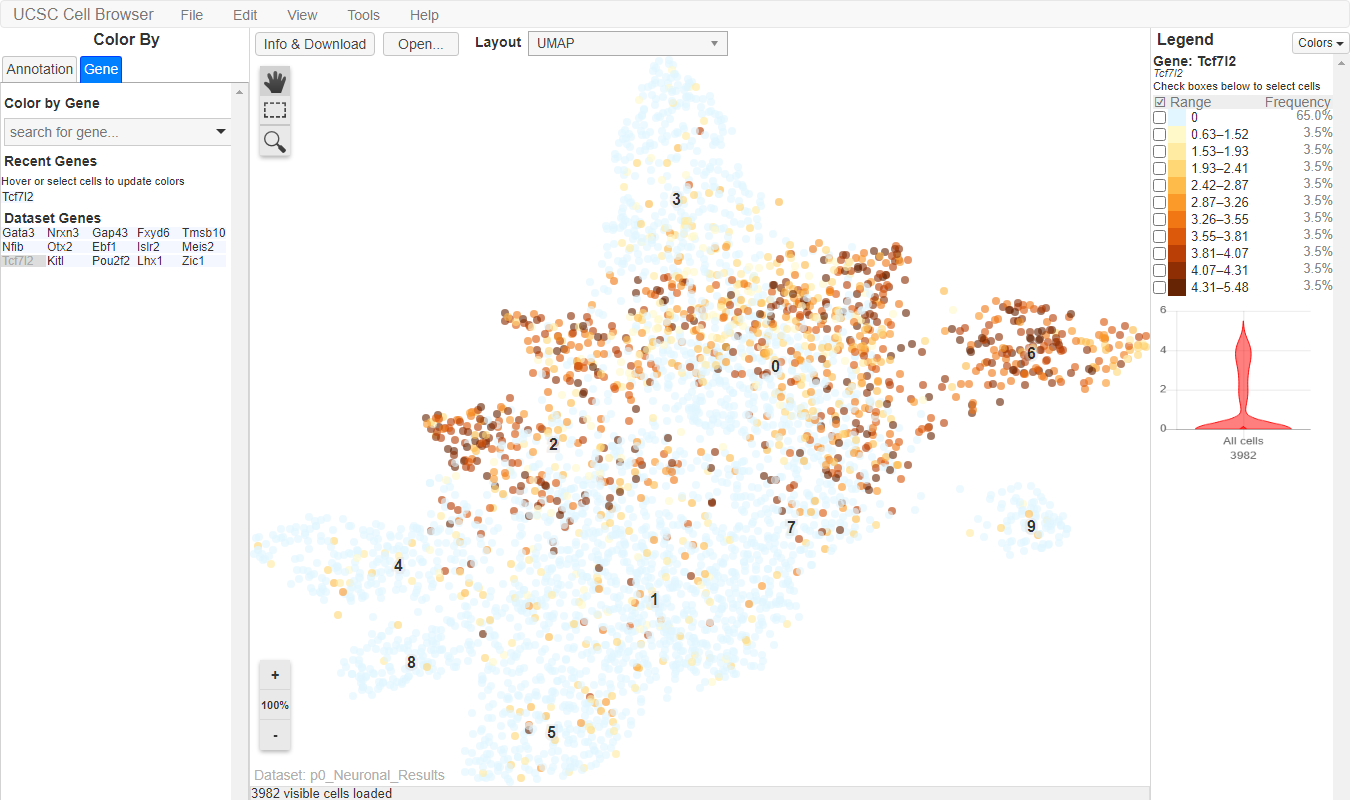 UCSC Cell Browser File Edit View Tools Help
Color By
Annotation Gene
Color by Gene
search for gene...
Recent Genes
Hover or select cells to update colors
Tcf7l2
Dataset Genes
Gata3 Nrxn3 Gap43 Fxyd6 Tmsb10
Nfib Otx2 Ebf1 Islr2 Meis2
Tcf7l2 Kitl Pou2f2 Lhx1 Zic1
Info & Download Open... Layout UMAP
3
0
6
2
7
9
4
1
8
5
+
100%
-
Dataset: p0_Neuronal_Results
3982 visible cells loaded
Legend Colors
Gene: Tcf7l2
Tcf7l2
Check boxes below to select cells
Range Frequency
0 65.0%
0.63–1.52 3.5%
1.53–1.93 3.5%
1.93–2.41 3.5%
2.42–2.87 3.5%
2.87–3.26 3.5%
3.26–3.55 3.5%
3.55–3.81 3.5%
3.81–4.07 3.5%
4.07–4.31 3.5%
4.31–5.48 3.5%
6
4
2
0
All cells
3982